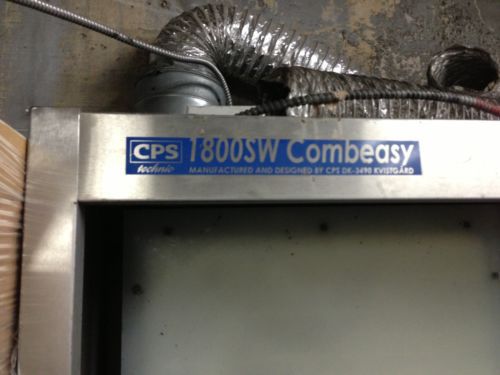 CPS
technic
1800SW Combeasy
MANUFACTURED AND DESIGNED BY CPS DK-3490 KVISTGÅRD